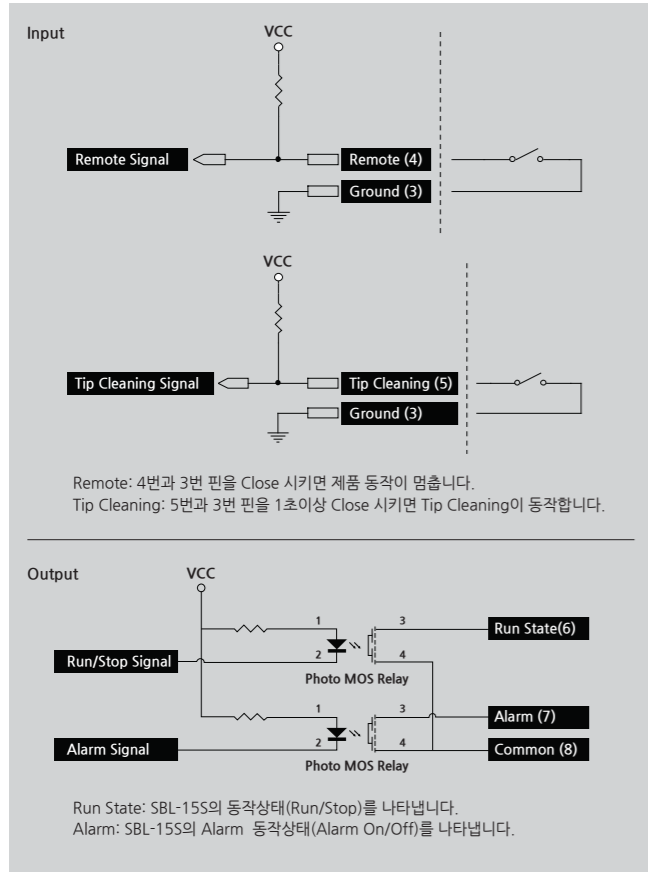 Input
VCC
Remote Signal
Remote (4)
Ground (3)
VCC
Tip Cleaning Signal
Tip Cleaning (5)
Ground (3)
Remote: 4번과 3번 핀을 Close 시키면 제품 동작이 멈춥니다.
Tip Cleaning: 5번과 3번 핀을 1초이상 Close 시키면 Tip Cleaning이 동작합니다.
Output
VCC
1
3
Run State(6)
Run/Stop Signal
2
4
Photo MOS Relay
1
3
Alarm (7)
Alarm Signal
2
4
Common (8)
Photo MOS Relay
Run State: SBL-15S의 동작상태(Run/Stop)를 나타냅니다.
Alarm: SBL-15S의 Alarm 동작상태(Alarm On/Off)를 나타냅니다.